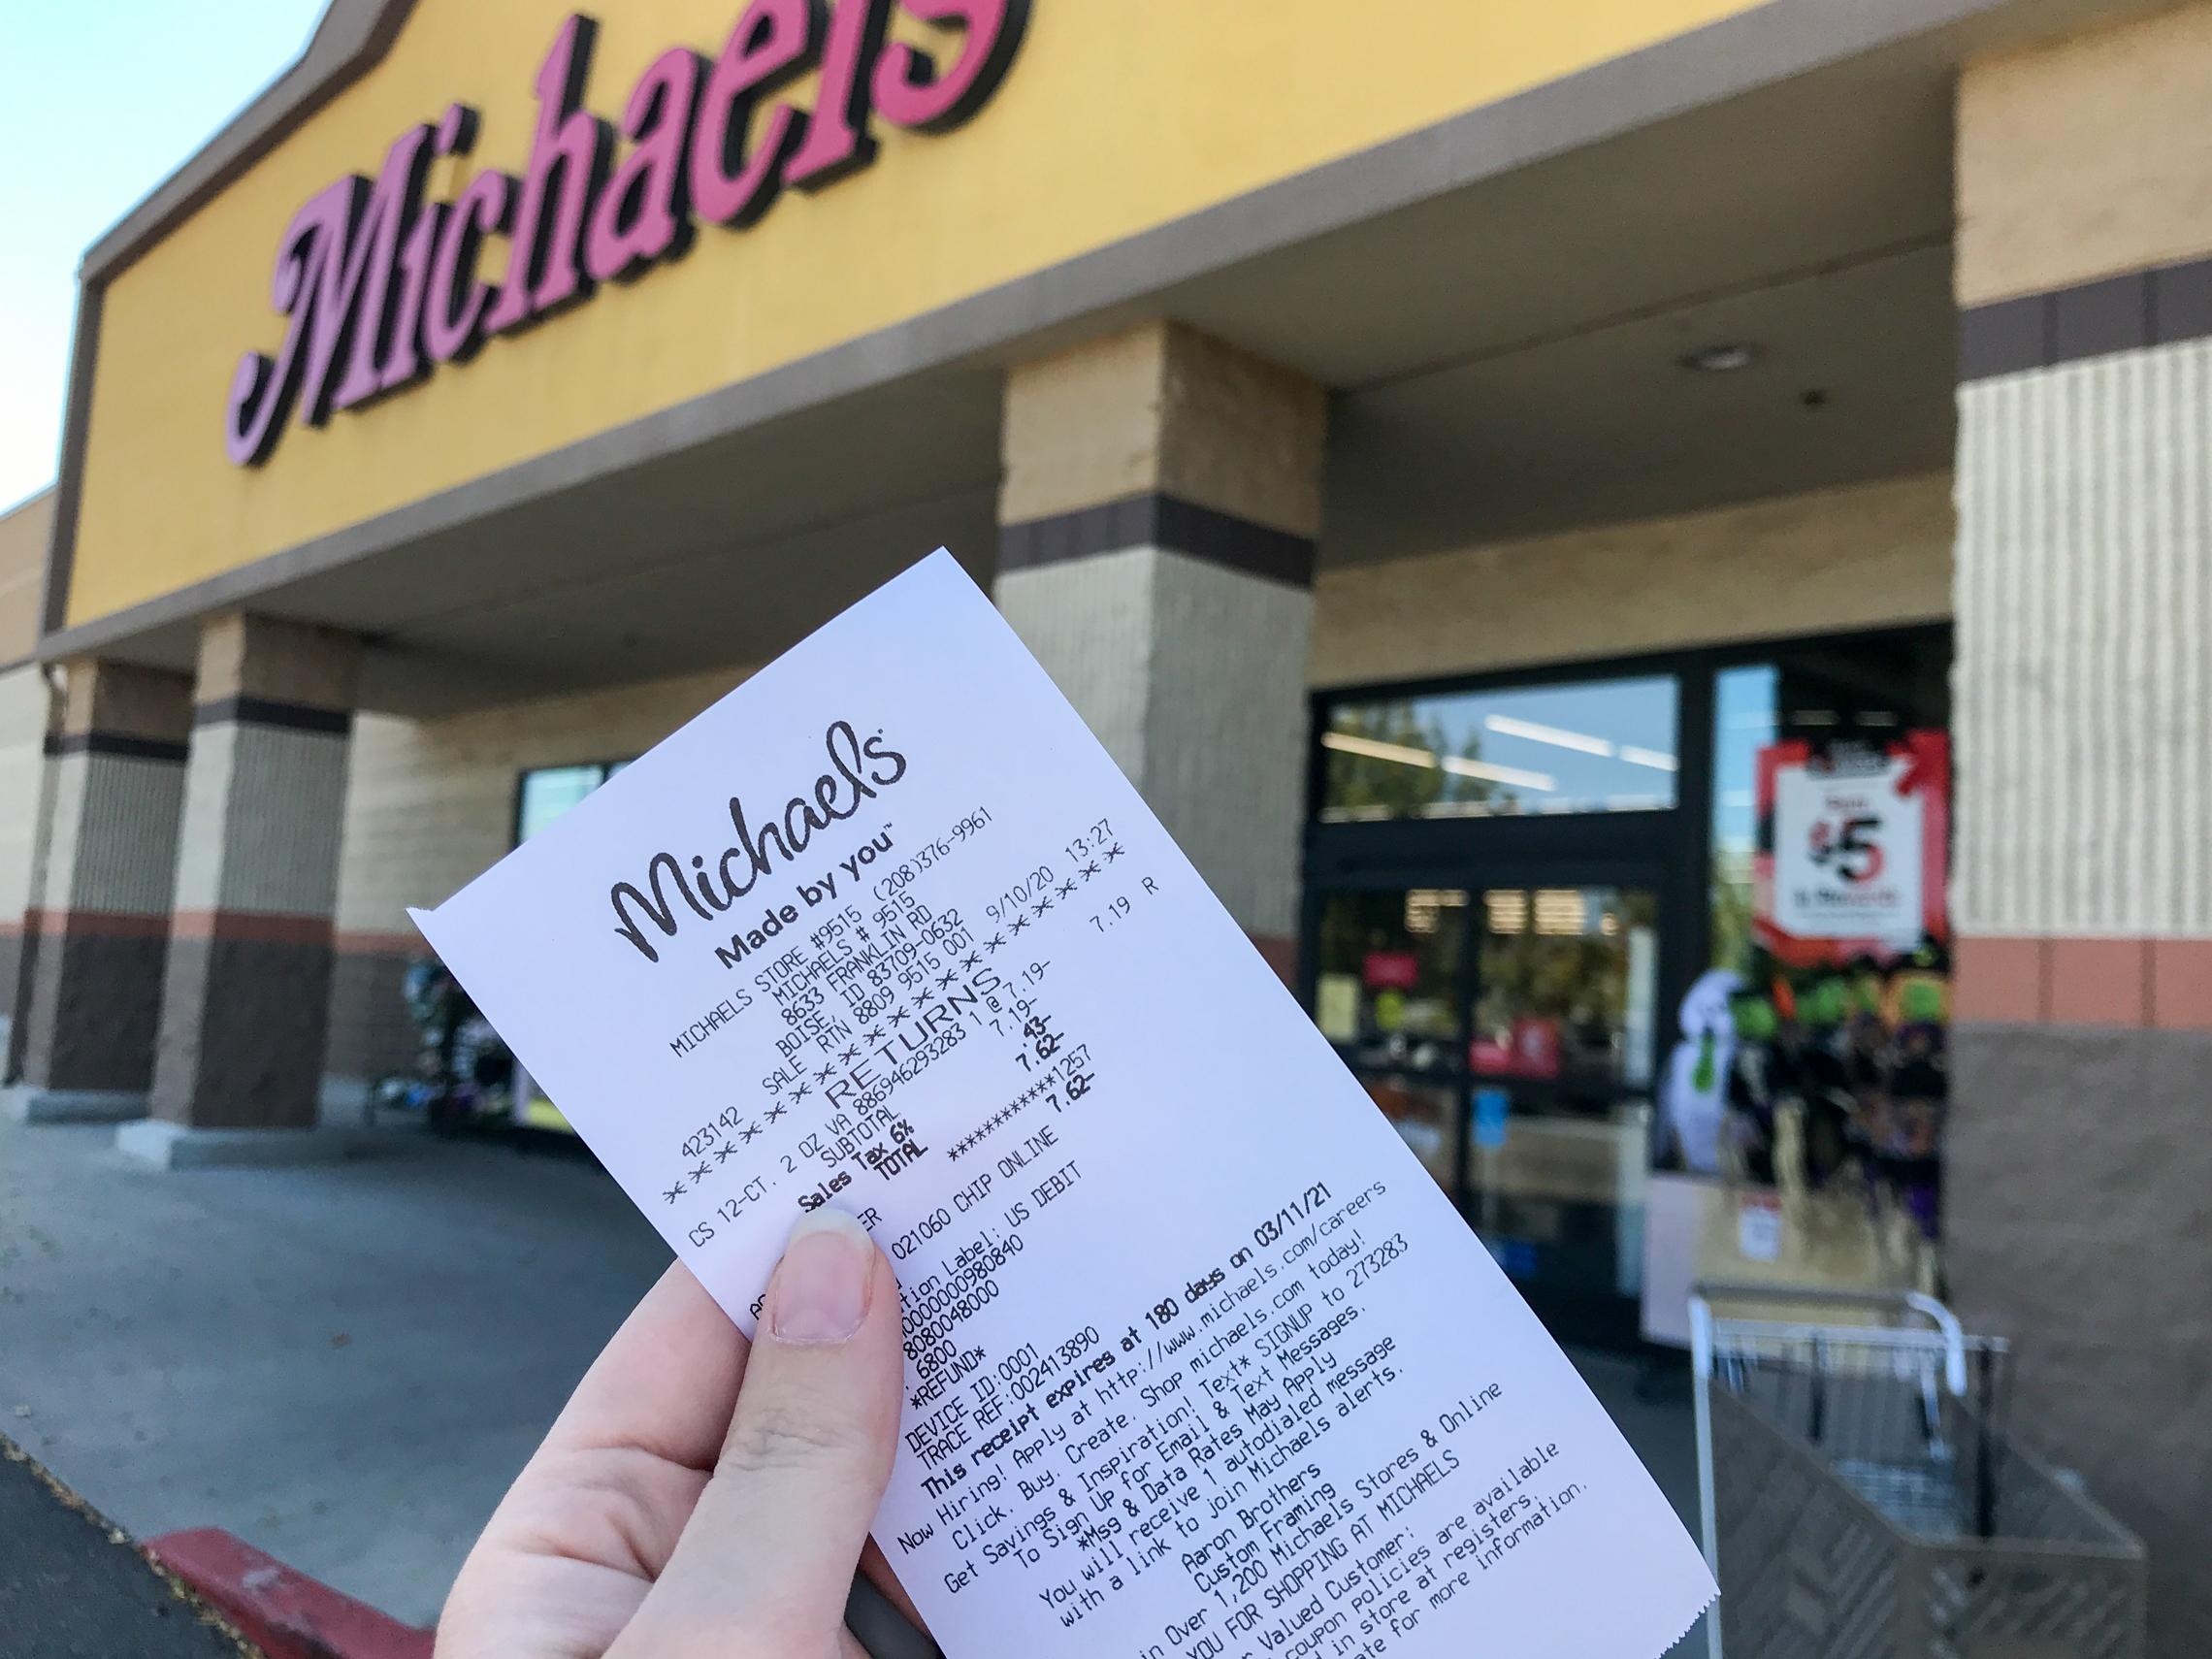 Michaels
$5
Michaels
Made by you™
MICHAELS STORE #9515 (208)376-9961
MICHAELS # 9515
8633 FRANKLIN RD
BOISE, ID 83709-0632
SALE RTN 8809 9515 001 9/10/20 13:27
423142
RETURNS
7.19 R
CS 12-CT. 2 OZ VA 886946293283 1 @ 7.19-
SUBTOTAL 7.19-
Sales Tax 6% .43-
TOTAL 7.62-
************1257
ER 7.62-
021060 CHIP ONLINE
tion Label: US DEBIT
000000980840
8080048000
6800
*REFUND*
DEVICE ID:0001
TRACE REF:002413890
This receipt expires at 180 days on 03/11/21
Now Hiring! Apply at http://www.michaels.com/careers
Click. Buy. Create. Shop michaels.com today!
Get Savings & Inspiration! Text* SIGNUP to 273283
To Sign Up for Email & Text Messages.
*Msg & Data Rates May Apply
You will receive 1 autodialed message
with a link to join Michaels alerts.
Aaron Brothers
Custom Framing
in Over 1,200 Michaels Stores & Online
YOU FOR SHOPPING AT MICHAELS
Valued Customer:
coupon policies are available
in store at registers,
for more information.